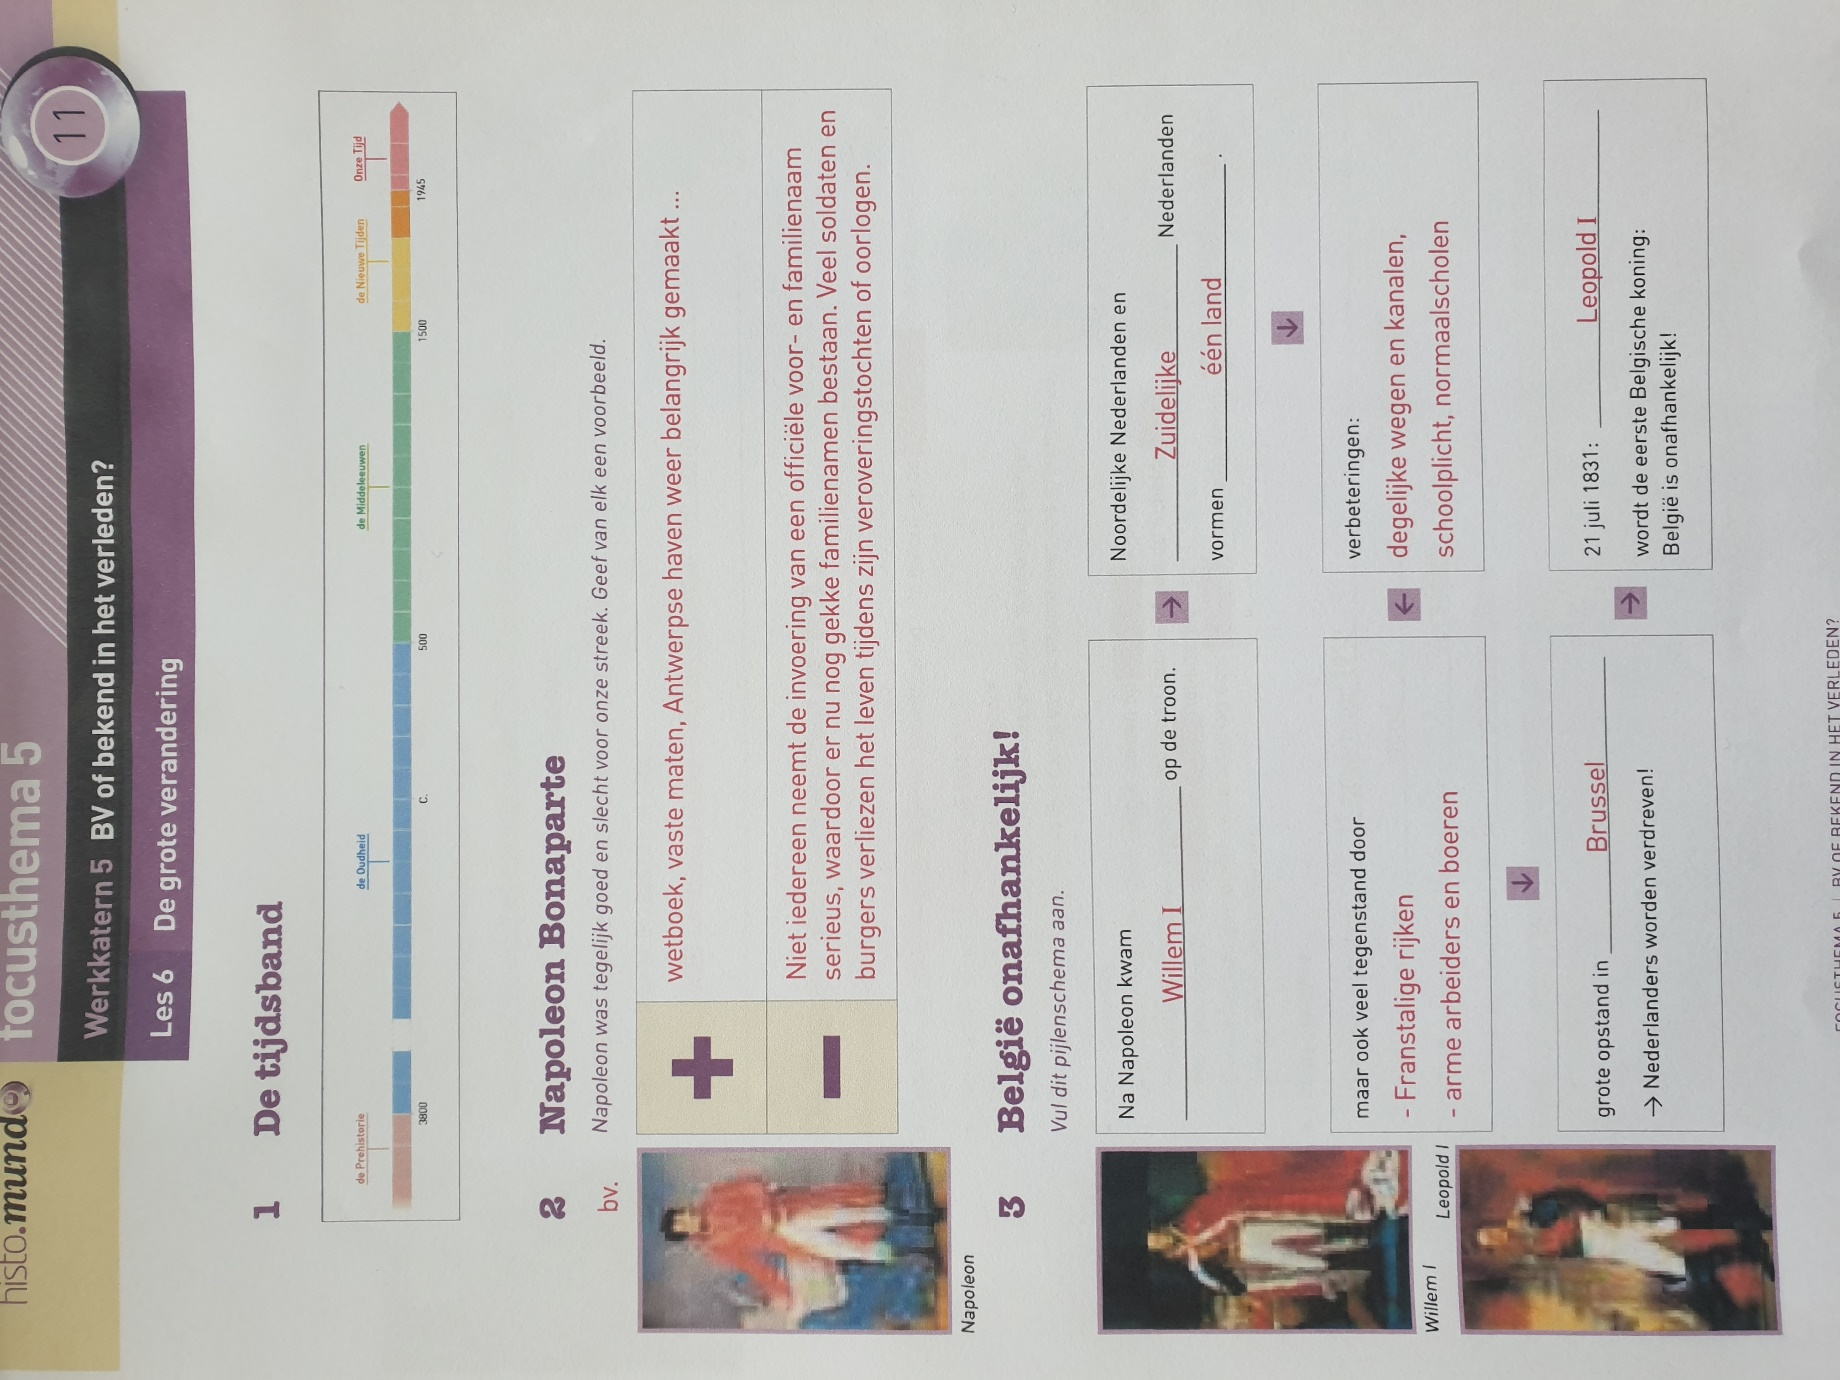 histo.mundo
focusthema 5
11
Werkkatern 5 BV of bekend in het verleden?
Les 6 De grote verandering
1 De tijdsband
de Prehistorie
de Oudheid
de Middeleeuwen
de Nieuwe Tijden
Onze Tijd
3800
C.
500
1500
1945
2 Napoleon Bonaparte
bv.
Napoleon was tegelijk goed en slecht voor onze streek. Geef van elk een voorbeeld.
+
wetboek, vaste maten, Antwerpse haven weer belangrijk gemaakt ...
–
Niet iedereen neemt de invoering van een officiële voor- en familienaam
serieus, waardoor er nu nog gekke familienamen bestaan. Veel soldaten en
burgers verliezen het leven tijdens zijn veroveringstochten of oorlogen.
Napoleon
3 België onafhankelijk!
Vul dit pijlenschema aan.
Na Napoleon kwam
Willem I op de troon.
→
Noordelijke Nederlanden en
Zuidelijke Nederlanden
vormen één land.
↓
verbeteringen:
degelijke wegen en kanalen,
schoolplicht, normaalscholen
←
maar ook veel tegenstand door
- Franstalige rijken
- arme arbeiders en boeren
↓
grote opstand in Brussel
→ Nederlanders worden verdreven!
→
21 juli 1831: Leopold I
wordt de eerste Belgische koning:
België is onafhankelijk!
Willem I
Leopold I
FOCUSTHEMA 5 | BV OF BEKEND IN HET VERLEDEN?